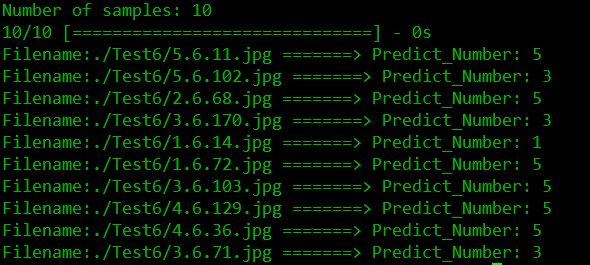 Number of samples: 10
10/10 [==============================] - 0s
Filename:./Test6/5.6.11.jpg =======> Predict_Number: 5
Filename:./Test6/5.6.102.jpg =======> Predict_Number: 3
Filename:./Test6/2.6.68.jpg =======> Predict_Number: 5
Filename:./Test6/3.6.170.jpg =======> Predict_Number: 3
Filename:./Test6/1.6.14.jpg =======> Predict_Number: 1
Filename:./Test6/1.6.72.jpg =======> Predict_Number: 5
Filename:./Test6/3.6.103.jpg =======> Predict_Number: 5
Filename:./Test6/4.6.129.jpg =======> Predict_Number: 5
Filename:./Test6/4.6.36.jpg =======> Predict_Number: 5
Filename:./Test6/3.6.71.jpg =======> Predict_Number: 3